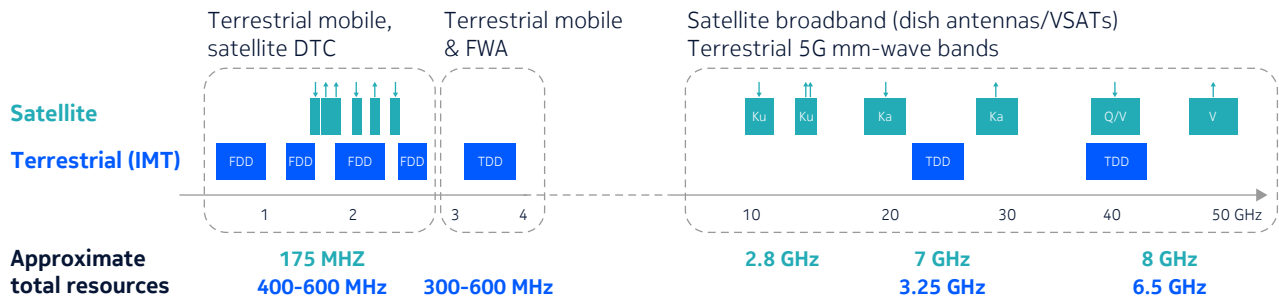 Terrestrial mobile,
satellite DTC
Terrestrial mobile
& FWA
Satellite broadband (dish antennas/VSATs)
Terrestrial 5G mm-wave bands
Satellite
Ku Ku Ka Ka Q/V V
Terrestrial (IMT)
FDD FDD FDD FDD TDD TDD TDD
1 2 3 4 10 20 30 40 50 GHz
Approximate
total resources
175 MHZ 2.8 GHz 7 GHz 8 GHz
400-600 MHz 300-600 MHz 3.25 GHz 6.5 GHz